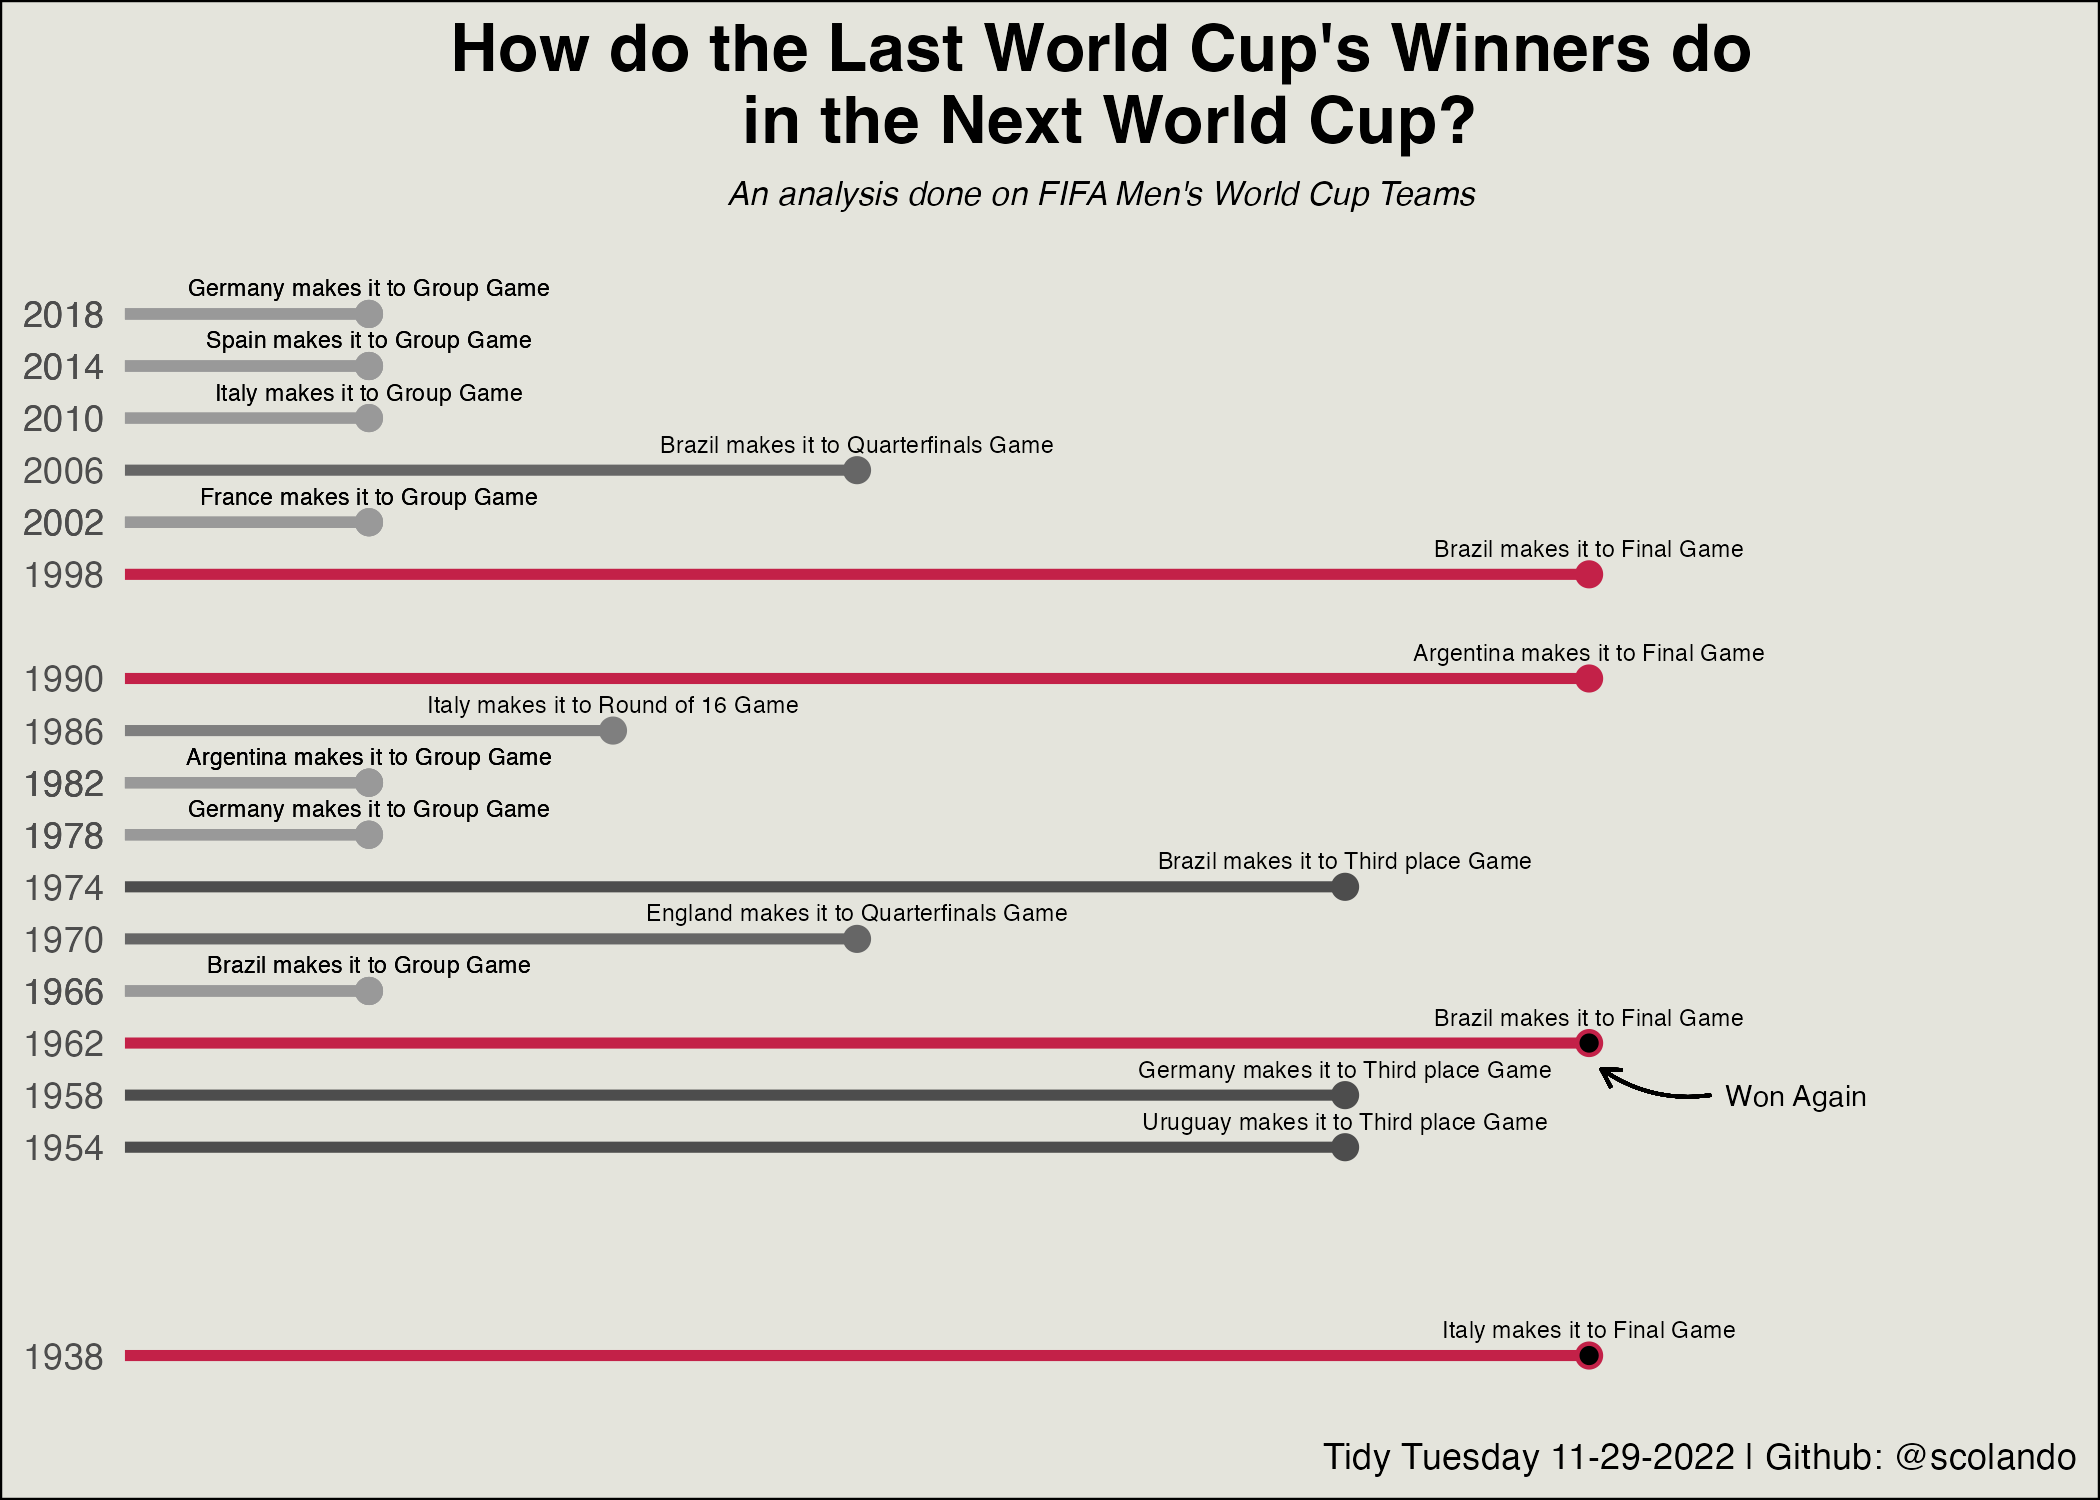 How do the Last World Cup's Winners do
in the Next World Cup?
An analysis done on FIFA Men's World Cup Teams
Germany makes it to Group Game
2018
Spain makes it to Group Game
2014
Italy makes it to Group Game
2010
Brazil makes it to Quarterfinals Game
2006
France makes it to Group Game
2002
Brazil makes it to Final Game
1998
Argentina makes it to Final Game
1990
Italy makes it to Round of 16 Game
1986
Argentina makes it to Group Game
1982
Germany makes it to Group Game
1978
Brazil makes it to Third place Game
1974
England makes it to Quarterfinals Game
1970
Brazil makes it to Group Game
1966
Brazil makes it to Final Game
1962
Germany makes it to Third place Game
1958
Won Again
Uruguay makes it to Third place Game
1954
Italy makes it to Final Game
1938
Tidy Tuesday 11-29-2022 | Github: @scolando